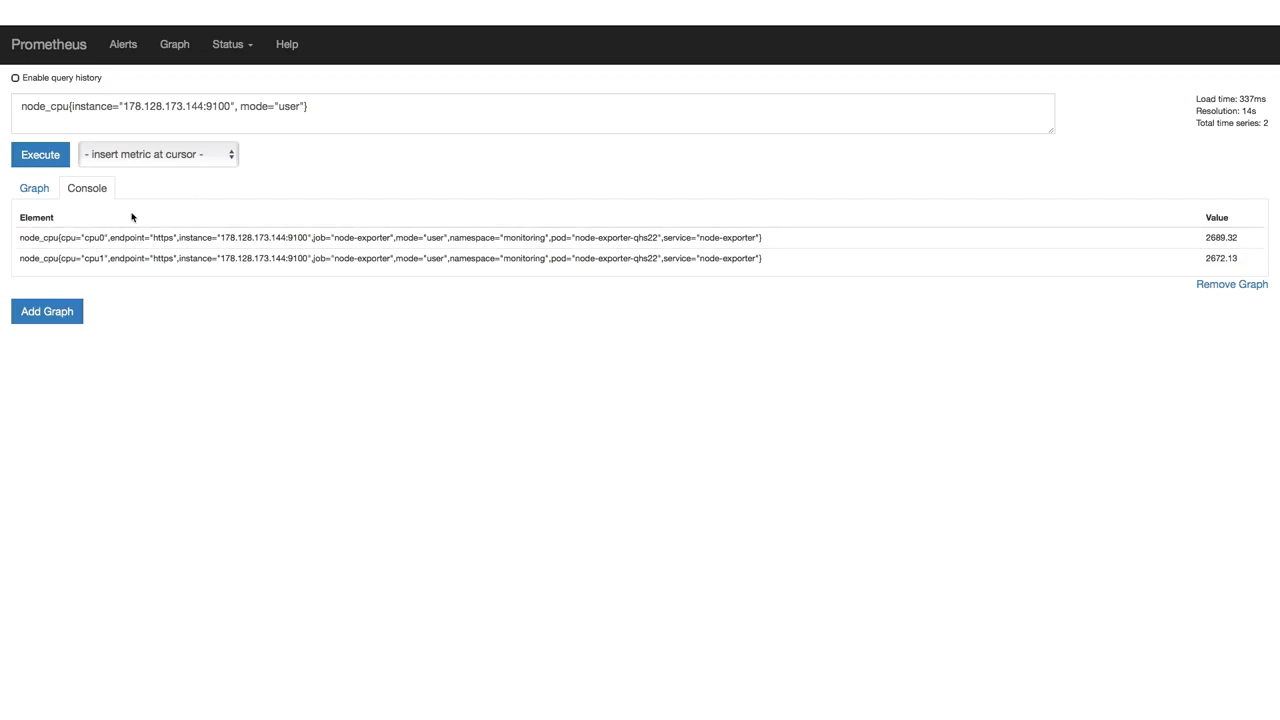 Prometheus Alerts Graph Status Help
Enable query history
node_cpu{instance="178.128.173.144:9100", mode="user"}
Load time: 337ms
Resolution: 14s
Total time series: 2
Execute - insert metric at cursor -
Graph Console
Element Value
node_cpu{cpu="cpu0",endpoint="https",instance="178.128.173.144:9100",job="node-exporter",mode="user",namespace="monitoring",pod="node-exporter-qhs22",service="node-exporter"} 2689.32
node_cpu{cpu="cpu1",endpoint="https",instance="178.128.173.144:9100",job="node-exporter",mode="user",namespace="monitoring",pod="node-exporter-qhs22",service="node-exporter"} 2672.13
Remove Graph
Add Graph